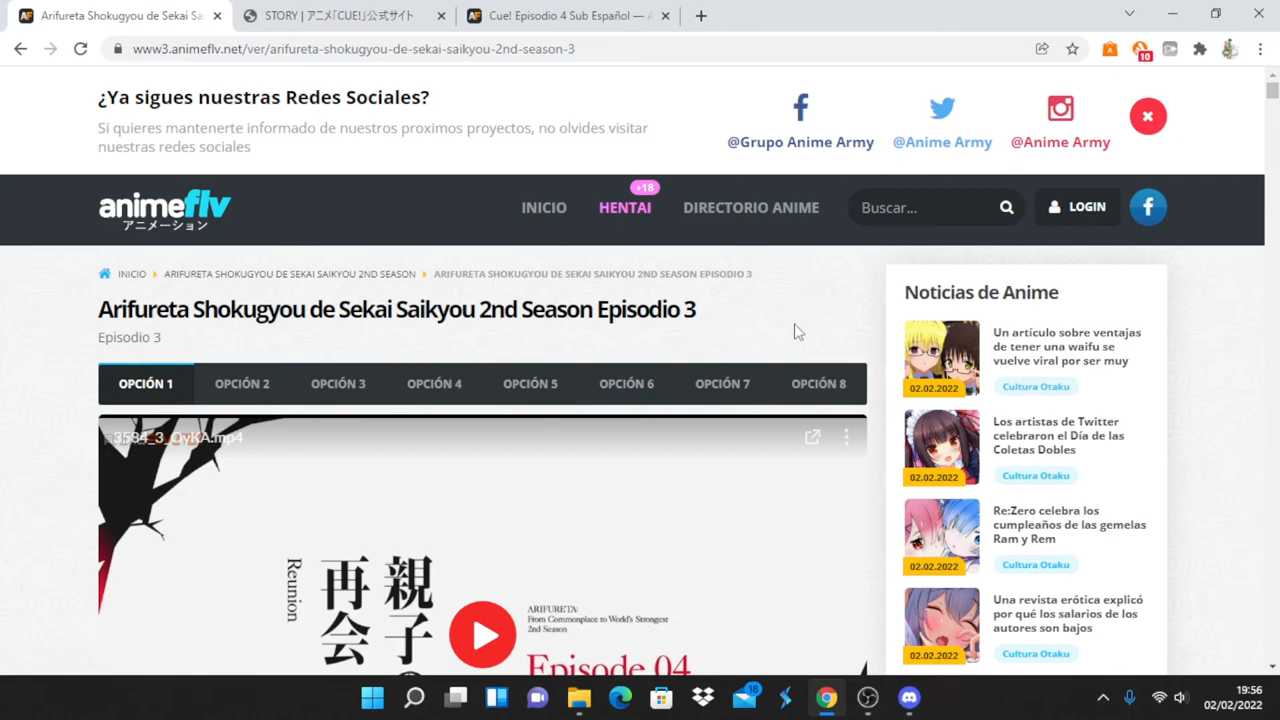 Arifureta Shokugyou de Sekai Sa
STORY | アニメ「CUE!」公式サイト
Cue! Episodio 4 Sub Español — A
www3.animeflv.net/ver/arifureta-shokugyou-de-sekai-saikyou-2nd-season-3
10
¿Ya sigues nuestras Redes Sociales?
Si quieres mantenerte informado de nuestros proximos proyectos, no olvides visitar
nuestras redes sociales
@Grupo Anime Army
@Anime Army
@Anime Army
animeflv
アニメーション
INICIO
+18
HENTAI
DIRECTORIO ANIME
Buscar...
LOGIN
INICIO
ARIFURETA SHOKUGYOU DE SEKAI SAIKYOU 2ND SEASON
ARIFURETA SHOKUGYOU DE SEKAI SAIKYOU 2ND SEASON EPISODIO 3
Arifureta Shokugyou de Sekai Saikyou 2nd Season Episodio 3
Episodio 3
OPCIÓN 1
OPCIÓN 2
OPCIÓN 3
OPCIÓN 4
OPCIÓN 5
OPCIÓN 6
OPCIÓN 7
OPCIÓN 8
3584_3_OyKA.mp4
親子
再会
Reunion
ARIFURETA:
From Commonplace to World's Strongest
2nd Season
Episode 04
Noticias de Anime
Un artículo sobre ventajas
de tener una waifu se
vuelve viral por ser muy
02.02.2022
Cultura Otaku
Los artistas de Twitter
celebraron el Día de las
Coletas Dobles
02.02.2022
Cultura Otaku
Re:Zero celebra los
cumpleaños de las gemelas
Ram y Rem
02.02.2022
Cultura Otaku
Una revista erótica explicó
por qué los salarios de los
autores son bajos
02.02.2022
Cultura Otaku
18
19:56
02/02/2022